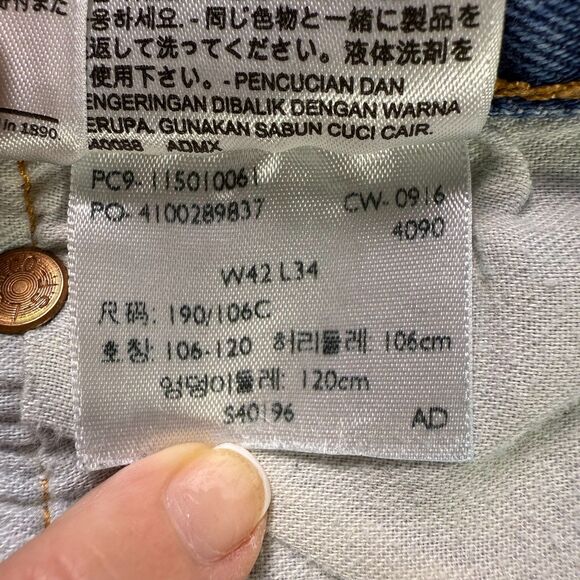 하세요. - 同じ色物と一緒に製品を
返して洗ってください。液体洗剤を
使用下さい。- PENCUCIAN DAN
ENGERINGAN DIBALIK DENGAN WARNA
ERUPA. GUNAKAN SABUN CUCI CAIR.
in 1890.
A0088 ADMX
PC9- 115010061
PO- 4100289837
CW- 0916
4090
W42 L34
尺码: 190/106C
호칭: 106-120 허리둘레 106cm
엉덩이둘레: 120cm
S40196 AD